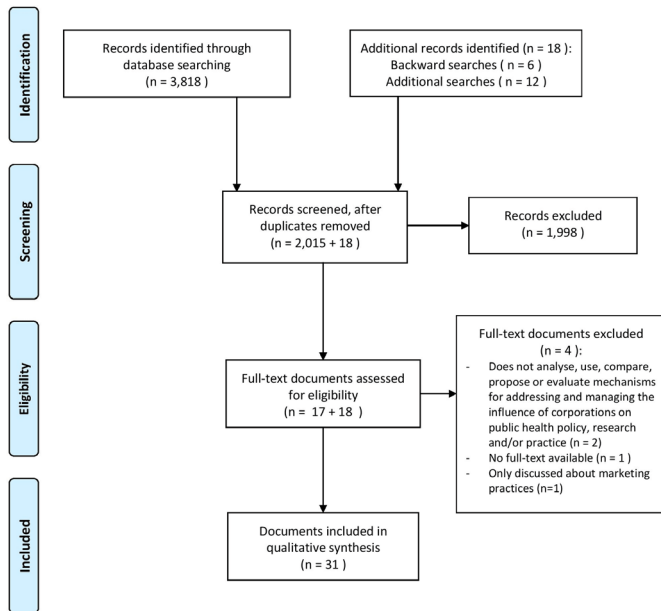 Identification
Records identified through
database searching
(n = 3,818 )
Additional records identified (n = 18 ):
Backward searches ( n = 6 )
Additional searches ( n = 12 )
Screening
Records screened, after
duplicates removed
(n = 2,015 + 18 )
Records excluded
(n = 1,998 )
Eligibility
Full-text documents assessed
for eligibility
(n = 17 + 18 )
Full-text documents excluded
(n = 4 ):
- Does not analyse, use, compare,
propose or evaluate mechanisms
for addressing and managing the
influence of corporations on
public health policy, research
and/or practice (n = 2)
- No full-text available (n = 1 )
- Only discussed about marketing
practices (n=1)
Included
Documents included in
qualitative synthesis
(n = 31 )